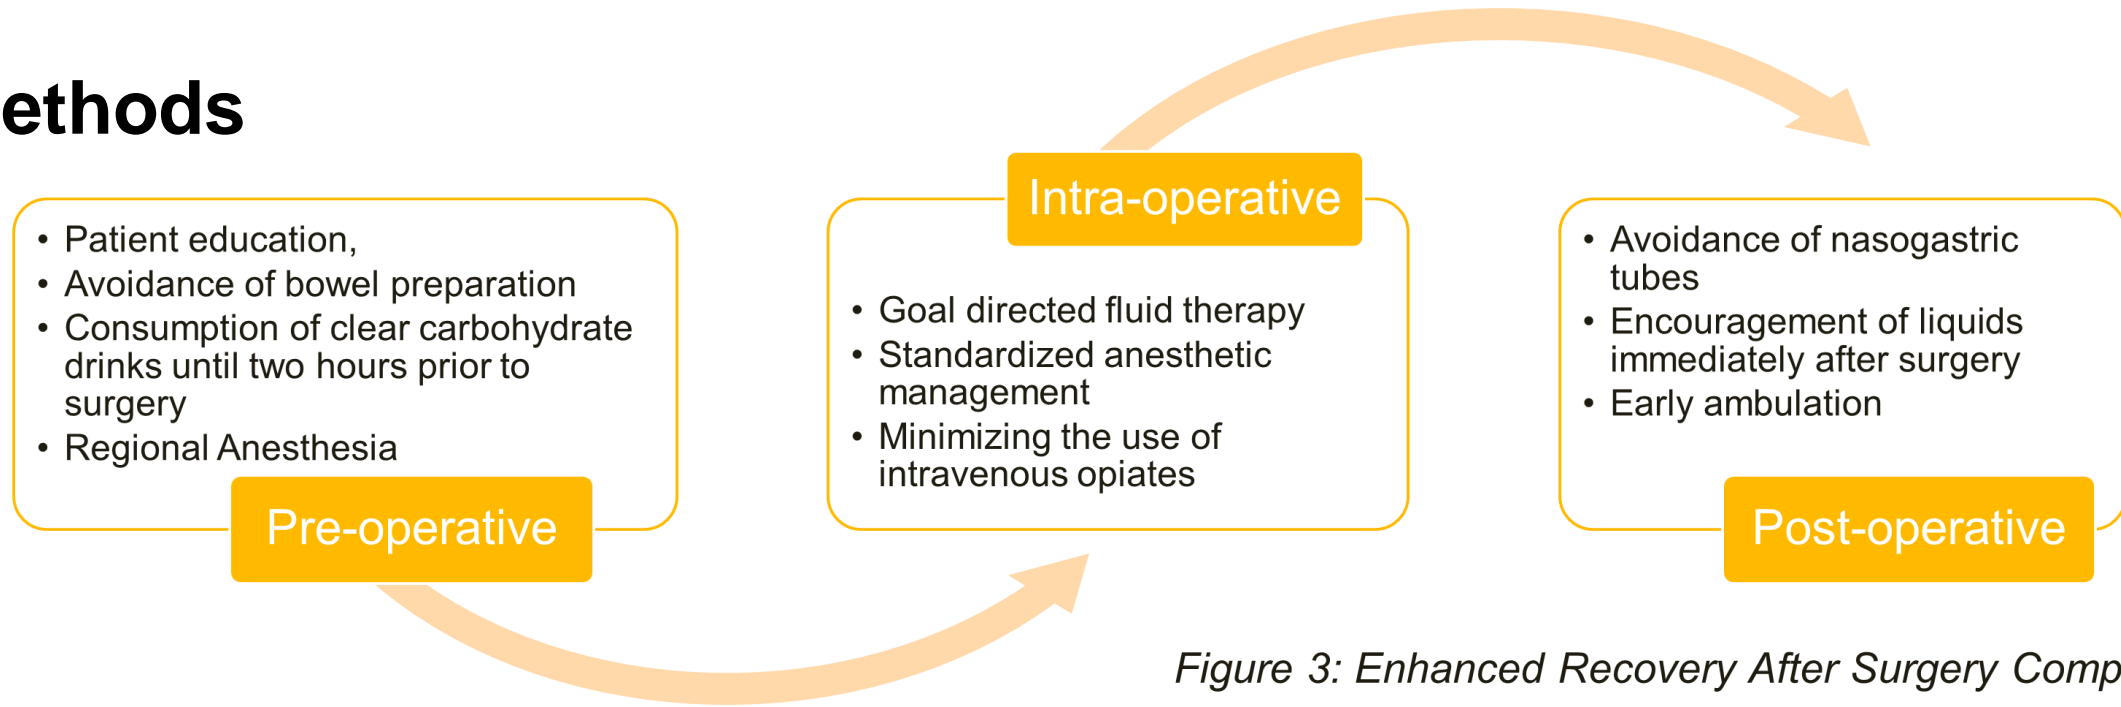 ethods
• Patient education,
• Avoidance of bowel preparation
• Consumption of clear carbohydrate
drinks until two hours prior to
surgery
• Regional Anesthesia
Pre-operative
Intra-operative
• Goal directed fluid therapy
• Standardized anesthetic
management
• Minimizing the use of
intravenous opiates
• Avoidance of nasogastric
tubes
• Encouragement of liquids
immediately after surgery
• Early ambulation
Post-operative
Figure 3: Enhanced Recovery After Surgery Comp